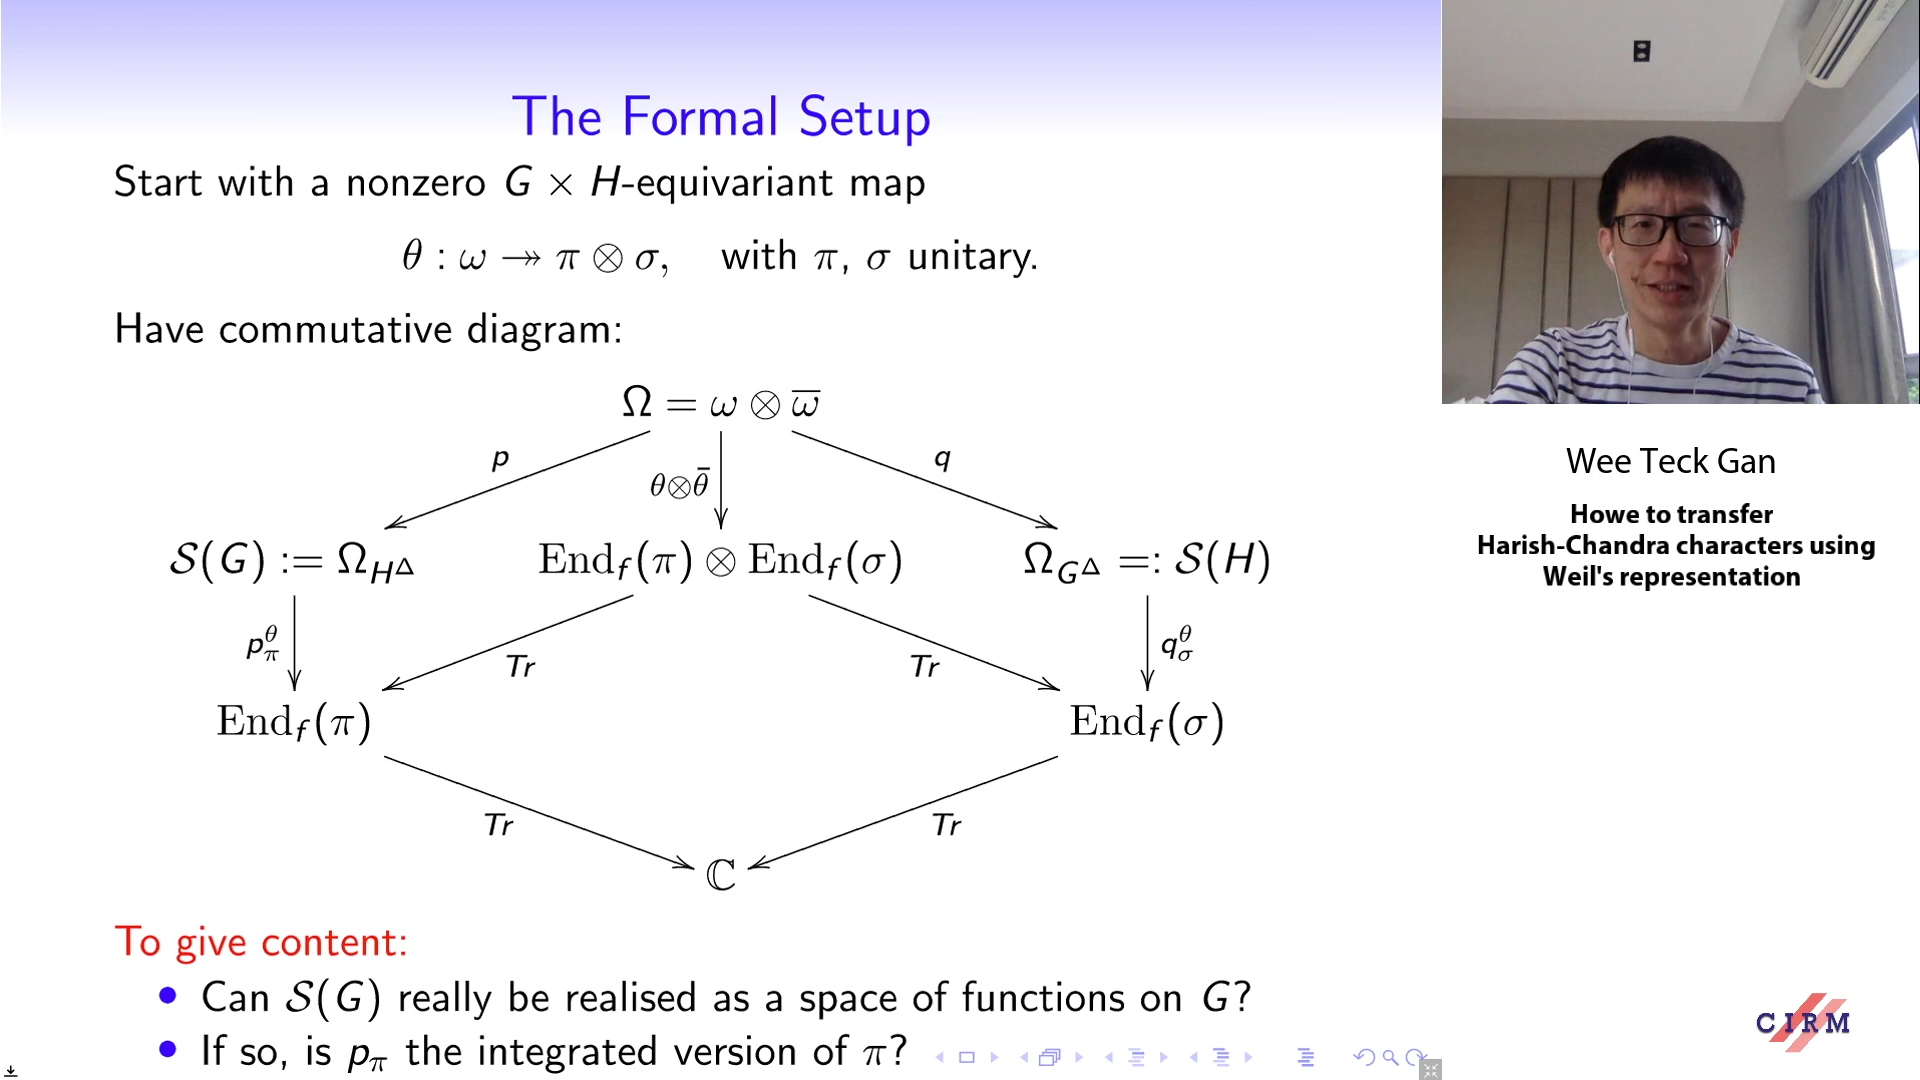 The Formal Setup
Start with a nonzero G × H-equivariant map
θ : ω ↠ π ⊗ σ, with π, σ unitary.
Have commutative diagram:
Ω = ω ⊗ ω̅
p
θ⊗θ̄
q
𝒮(G) := Ω_{H^Δ}
End_f(π) ⊗ End_f(σ)
Ω_{G^Δ} =: 𝒮(H)
p_π^θ
Tr
Tr
q_σ^θ
End_f(π)
End_f(σ)
Tr
Tr
ℂ
To give content:
• Can 𝒮(G) really be realised as a space of functions on G?
• If so, is p_π the integrated version of π?
Wee Teck Gan
Howe to transfer
Harish-Chandra characters using
Weil's representation
CIRM